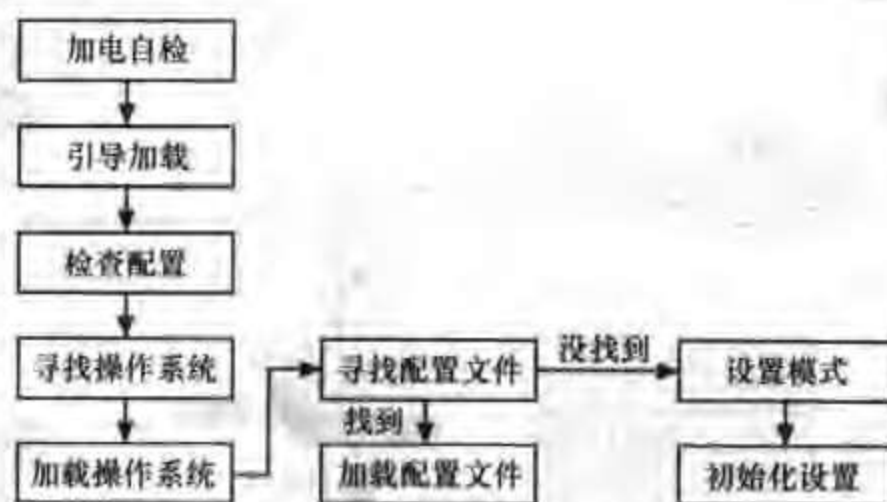 加电自检
引导加载
检查配置
寻找操作系统
加载操作系统
寻找配置文件
没找到
设置模式
找到
加载配置文件
初始化设置